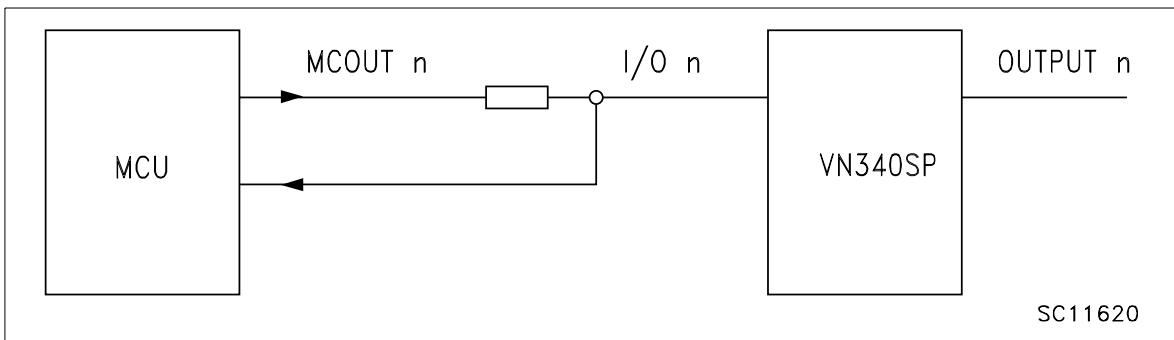 MCOUT n
I/O n
OUTPUT n
MCU
VN340SP
SC11620